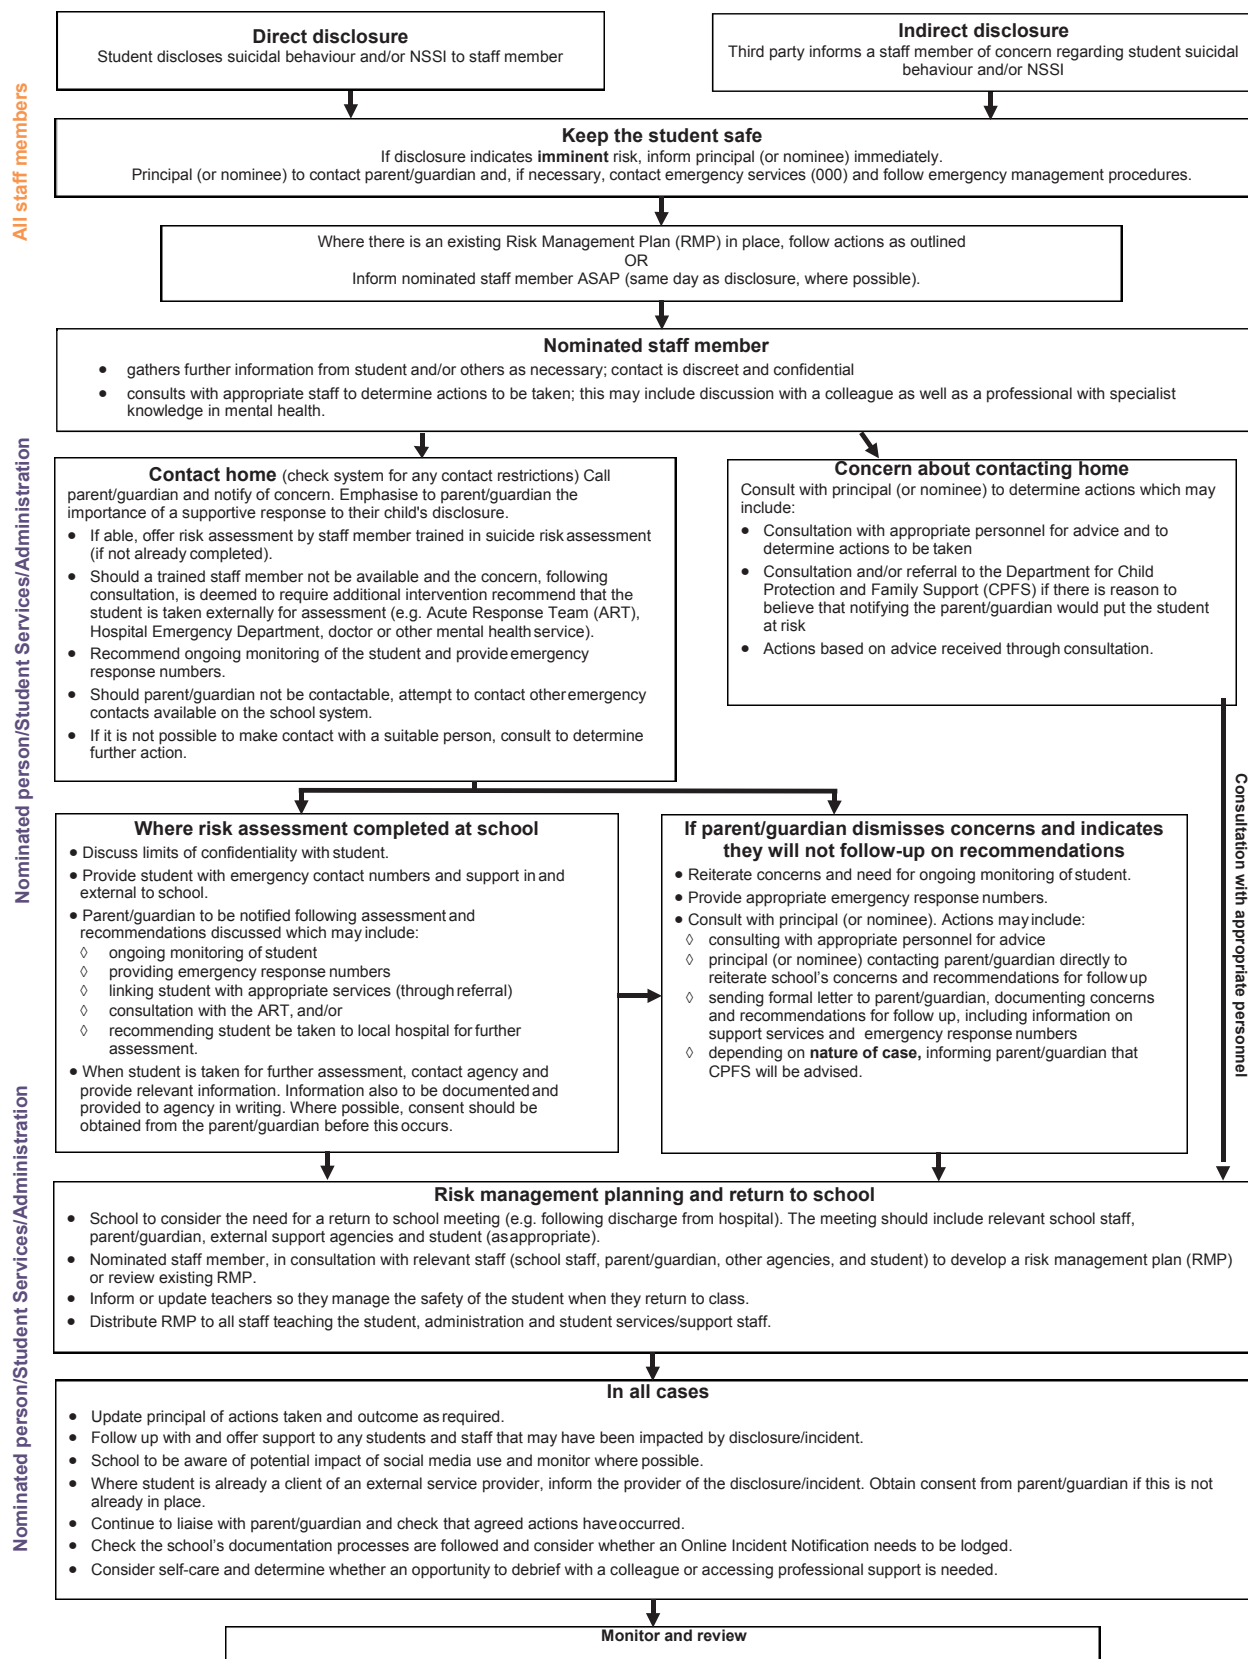 Direct disclosure
Student discloses suicidal behaviour and/or NSSI to staff member
Indirect disclosure
Third party informs a staff member of concern regarding student suicidal
behaviour and/or NSSI
All staff members
Keep the student safe
If disclosure indicates imminent risk, inform principal (or nominee) immediately.
Principal (or nominee) to contact parent/guardian and, if necessary, contact emergency services (000) and follow emergency management procedures.
Where there is an existing Risk Management Plan (RMP) in place, follow actions as outlined
OR
Inform nominated staff member ASAP (same day as disclosure, where possible).
Nominated person/Student Services/Administration
Nominated staff member
• gathers further information from student and/or others as necessary; contact is discreet and confidential
• consults with appropriate staff to determine actions to be taken; this may include discussion with a colleague as well as a professional with specialist
knowledge in mental health.
Contact home (check system for any contact restrictions) Call
parent/guardian and notify of concern. Emphasise to parent/guardian the
importance of a supportive response to their child's disclosure.
• If able, offer risk assessment by staff member trained in suicide risk assessment
(if not already completed).
• Should a trained staff member not be available and the concern, following
consultation, is deemed to require additional intervention recommend that the
student is taken externally for assessment (e.g. Acute Response Team (ART),
Hospital Emergency Department, doctor or other mental health service).
• Recommend ongoing monitoring of the student and provide emergency
response numbers.
• Should parent/guardian not be contactable, attempt to contact other emergency
contacts available on the school system.
• If it is not possible to make contact with a suitable person, consult to determine
further action.
Concern about contacting home
Consult with principal (or nominee) to determine actions which may
include:
• Consultation with appropriate personnel for advice and to
determine actions to be taken
• Consultation and/or referral to the Department for Child
Protection and Family Support (CPFS) if there is reason to
believe that notifying the parent/guardian would put the student
at risk
• Actions based on advice received through consultation.
Consultation with appropriate personnel
Where risk assessment completed at school
• Discuss limits of confidentiality with student.
• Provide student with emergency contact numbers and support in and
external to school.
• Parent/guardian to be notified following assessment and
recommendations discussed which may include:
◊ ongoing monitoring of student
◊ providing emergency response numbers
◊ linking student with appropriate services (through referral)
◊ consultation with the ART, and/or
◊ recommending student be taken to local hospital for further
assessment.
• When student is taken for further assessment, contact agency and
provide relevant information. Information also to be documented and
provided to agency in writing. Where possible, consent should be
obtained from the parent/guardian before this occurs.
If parent/guardian dismisses concerns and indicates
they will not follow-up on recommendations
• Reiterate concerns and need for ongoing monitoring of student.
• Provide appropriate emergency response numbers.
• Consult with principal (or nominee). Actions may include:
◊ consulting with appropriate personnel for advice
◊ principal (or nominee) contacting parent/guardian directly to
reiterate school's concerns and recommendations for follow up
◊ sending formal letter to parent/guardian, documenting concerns
and recommendations for follow up, including information on
support services and emergency response numbers
◊ depending on nature of case, informing parent/guardian that
CPFS will be advised.
Nominated person/Student Services/Administration
Risk management planning and return to school
• School to consider the need for a return to school meeting (e.g. following discharge from hospital). The meeting should include relevant school staff,
parent/guardian, external support agencies and student (as appropriate).
• Nominated staff member, in consultation with relevant staff (school staff, parent/guardian, other agencies, and student) to develop a risk management plan (RMP)
or review existing RMP.
• Inform or update teachers so they manage the safety of the student when they return to class.
• Distribute RMP to all staff teaching the student, administration and student services/support staff.
In all cases
• Update principal of actions taken and outcome as required.
• Follow up with and offer support to any students and staff that may have been impacted by disclosure/incident.
• School to be aware of potential impact of social media use and monitor where possible.
• Where student is already a client of an external service provider, inform the provider of the disclosure/incident. Obtain consent from parent/guardian if this is not
already in place.
• Continue to liaise with parent/guardian and check that agreed actions have occurred.
• Check the school's documentation processes are followed and consider whether an Online Incident Notification needs to be lodged.
• Consider self-care and determine whether an opportunity to debrief with a colleague or accessing professional support is needed.
Monitor and review